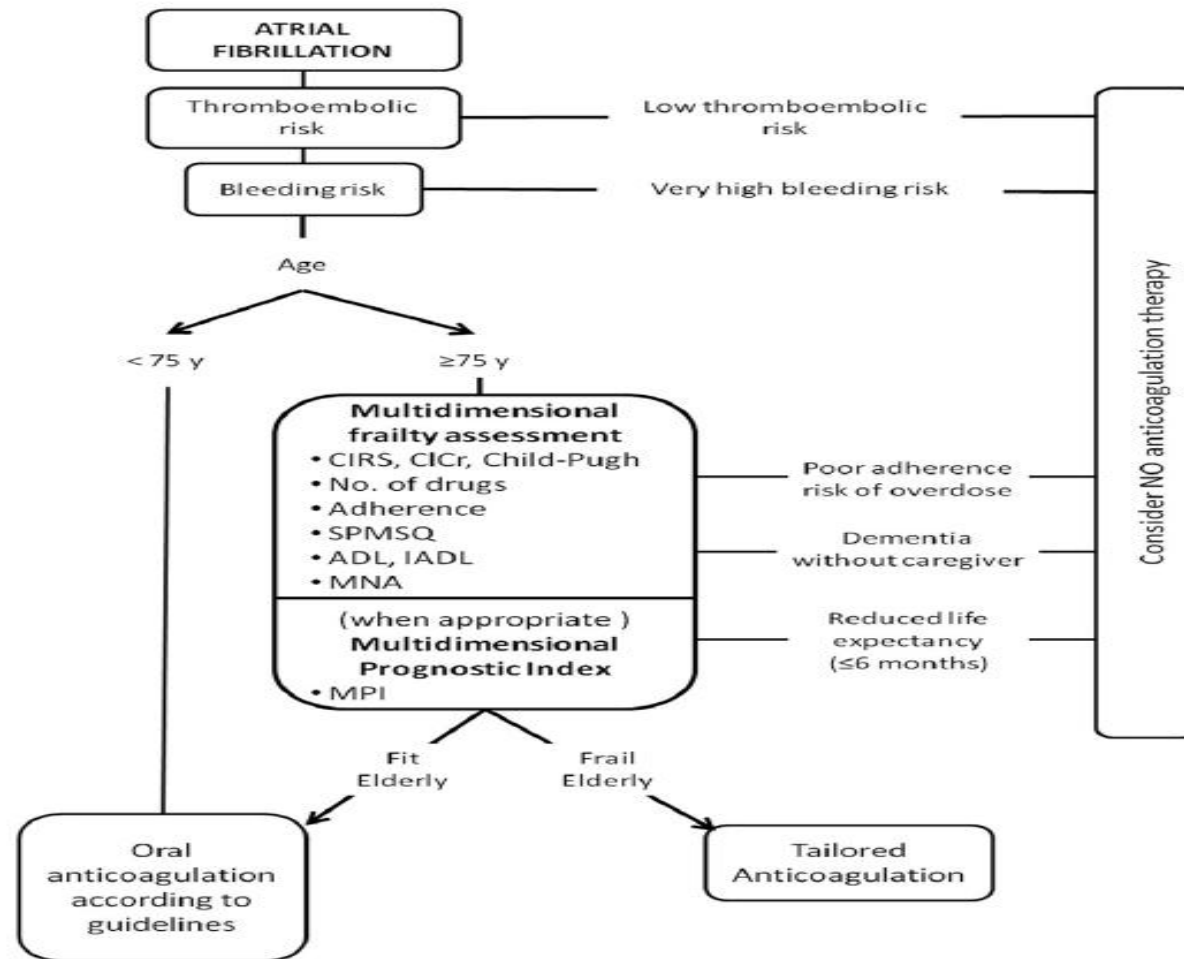 ATRIAL
FIBRILLATION
Thromboembolic
risk
Low thromboembolic
risk
Bleeding risk
Very high bleeding risk
Age
< 75 y
≥75 y
Multidimensional
frailty assessment
• CIRS, ClCr, Child-Pugh
• No. of drugs
• Adherence
• SPMSQ
• ADL, IADL
• MNA
Poor adherence
risk of overdose
Dementia
without caregiver
(when appropriate )
Multidimensional
Prognostic Index
• MPI
Reduced life
expectancy
(≤6 months)
Consider NO anticoagulation therapy
Fit
Elderly
Frail
Elderly
Oral
anticoagulation
according to
guidelines
Tailored
Anticoagulation